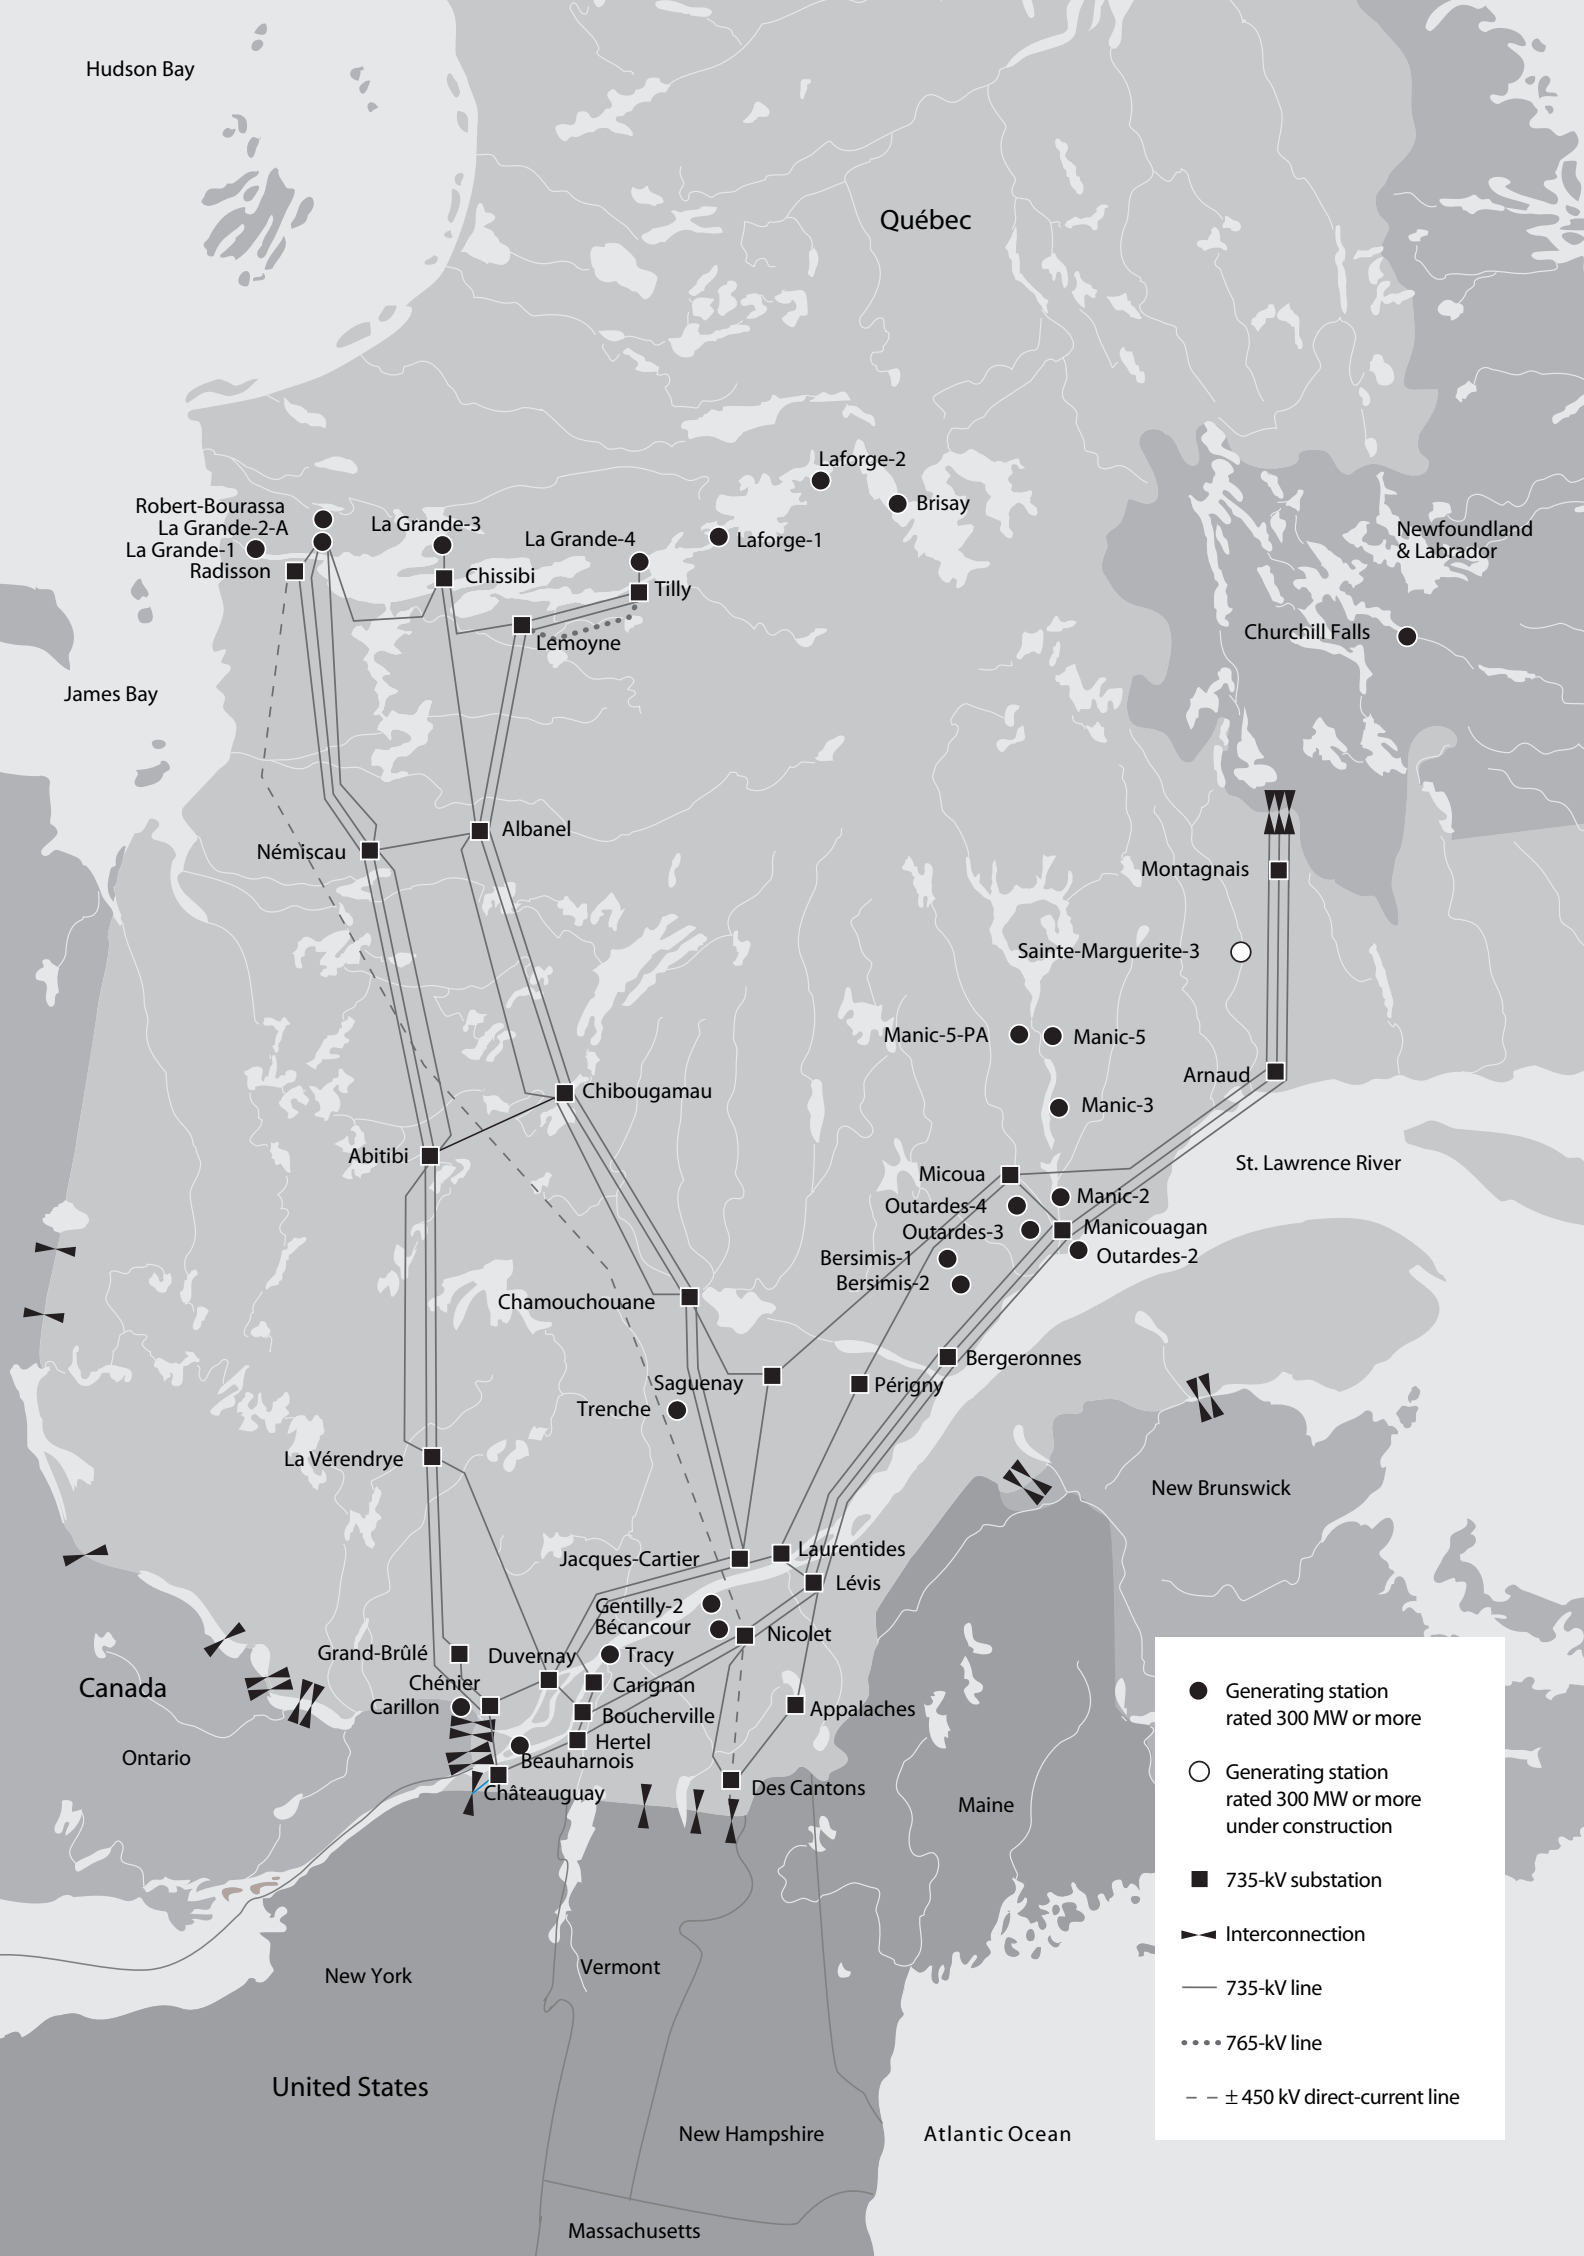 Hudson Bay
Québec
Laforge-2
Robert-Bourassa
Brisay
La Grande-2-A
La Grande-3
La Grande-4
Laforge-1
La Grande-1
Newfoundland
& Labrador
Radisson
Chissibi
Tilly
Churchill Falls
Lemoyne
James Bay
Albanel
Némiscau
Montagnais
Sainte-Marguerite-3
Manic-5-PA
Manic-5
Arnaud
Chibougamau
Manic-3
Abitibi
St. Lawrence River
Micoua
Manic-2
Outardes-4
Manicouagan
Outardes-3
Outardes-2
Bersimis-1
Bersimis-2
Chamouchouane
Bergeronnes
Saguenay
Périgny
Trenche
La Vérendrye
New Brunswick
Jacques-Cartier
Laurentides
Lévis
Gentilly-2
Bécancour
Nicolet
Grand-Brûlé
Duvernay
Tracy
Chénier
Carignan
Canada
Carillon
Appalaches
Boucherville
Hertel
Ontario
Beauharnois
Châteauguay
Des Cantons
Maine
Generating station
rated 300 MW or more
Generating station
rated 300 MW or more
under construction
735-kV substation
Interconnection
735-kV line
765-kV line
± 450 kV direct-current line
New York
Vermont
United States
New Hampshire
Atlantic Ocean
Massachusetts